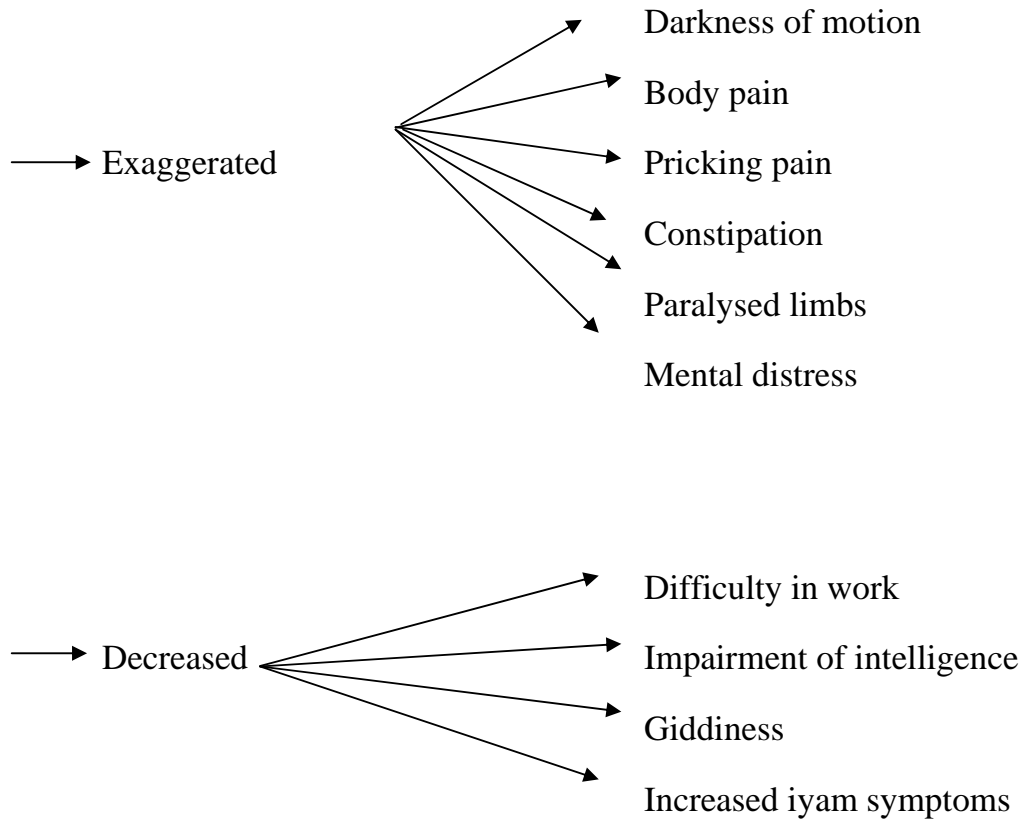 Exaggerated
Darkness of motion
Body pain
Pricking pain
Constipation
Paralysed limbs
Mental distress
Decreased
Difficulty in work
Impairment of intelligence
Giddiness
Increased iyam symptoms